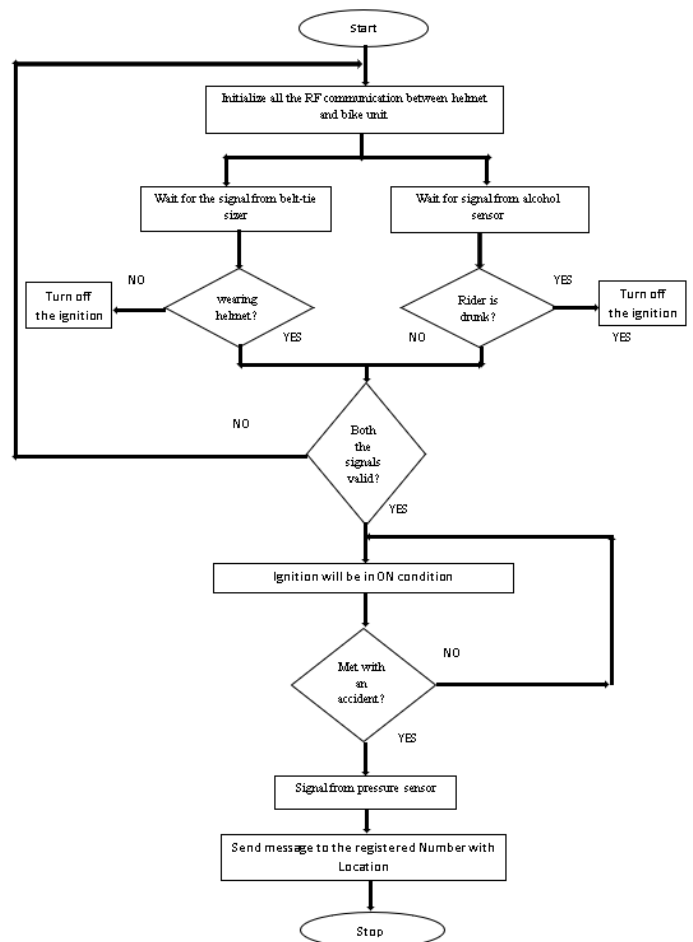 Start
Initialize all the RF communication between helmet
and bike unit
Wait for the signal from belt-tie
sizer
Wait for signal from alcohol
sensor
NO
YES
Turn off
the ignition
wearing
helmet?
Rider is
drunk?
Turn off
the ignition
YES
NO
YES
NO
Both
the
signals
valid?
YES
Ignition will be in ON condition
NO
Met with
an
accident?
YES
Signal from pressure sensor
Send message to the registered Number with
Location
Stop